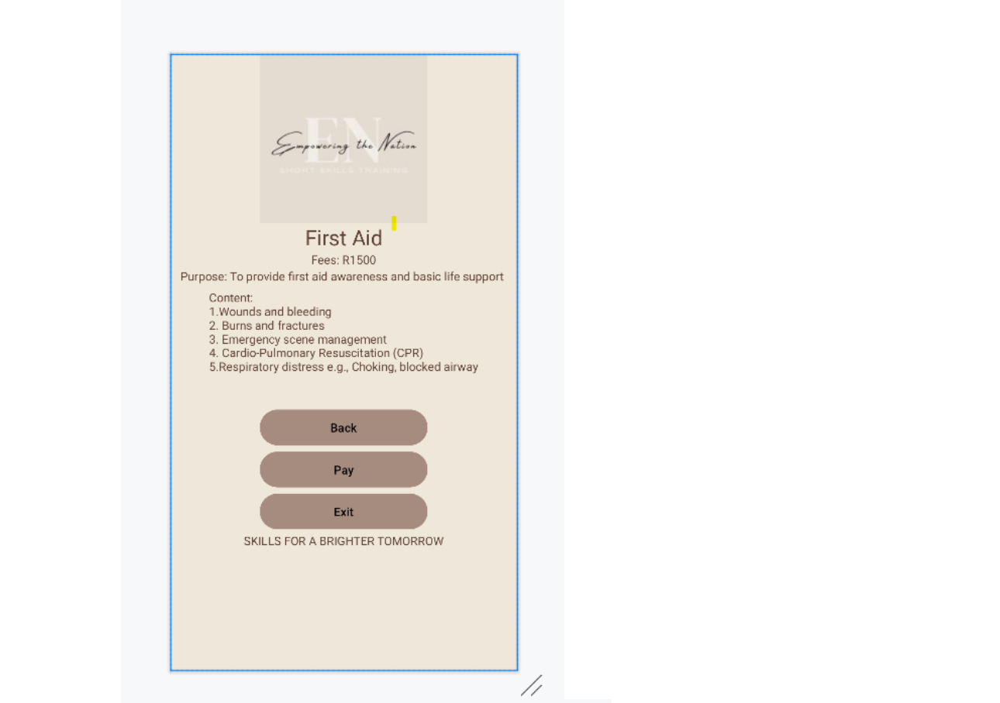 EN
Empowering the Nation
SHORT SKILLS TRAINING
First Aid
Fees: R1500
Purpose: To provide first aid awareness and basic life support
Content:
1.Wounds and bleeding
2. Burns and fractures
3. Emergency scene management
4. Cardio-Pulmonary Resuscitation (CPR)
5.Respiratory distress e.g., Choking, blocked airway
Back
Pay
Exit
SKILLS FOR A BRIGHTER TOMORROW